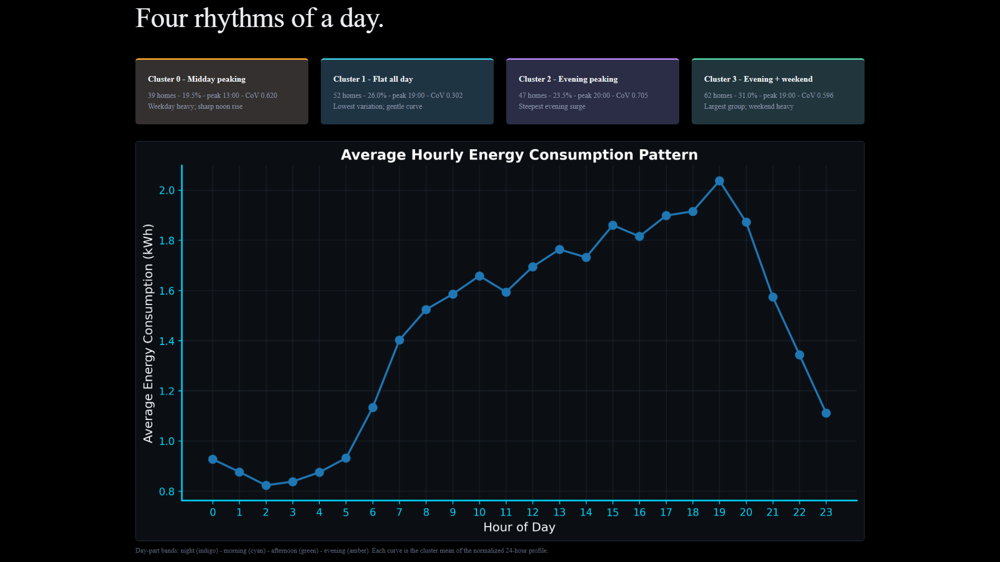 Four rhythms of a day.
Cluster 0 - Midday peaking
39 homes - 19.5% - peak 13:00 - CoV 0.620
Weekday heavy; sharp noon rise
Cluster 1 - Flat all day
52 homes - 26.0% - peak 19:00 - CoV 0.302
Lowest variation; gentle curve
Cluster 2 - Evening peaking
47 homes - 23.5% - peak 20:00 - CoV 0.705
Steepest evening surge
Cluster 3 - Evening + weekend
62 homes - 31.0% - peak 19:00 - CoV 0.596
Largest group; weekend heavy
Average Hourly Energy Consumption Pattern
Average Energy Consumption (kWh)
2.0
1.8
1.6
1.4
1.2
1.0
0.8
0 1 2 3 4 5 6 7 8 9 10 11 12 13 14 15 16 17 18 19 20 21 22 23
Hour of Day
Day-part bands: night (indigo) - morning (cyan) - afternoon (green) - evening (amber). Each curve is the cluster mean of the normalized 24-hour profile.